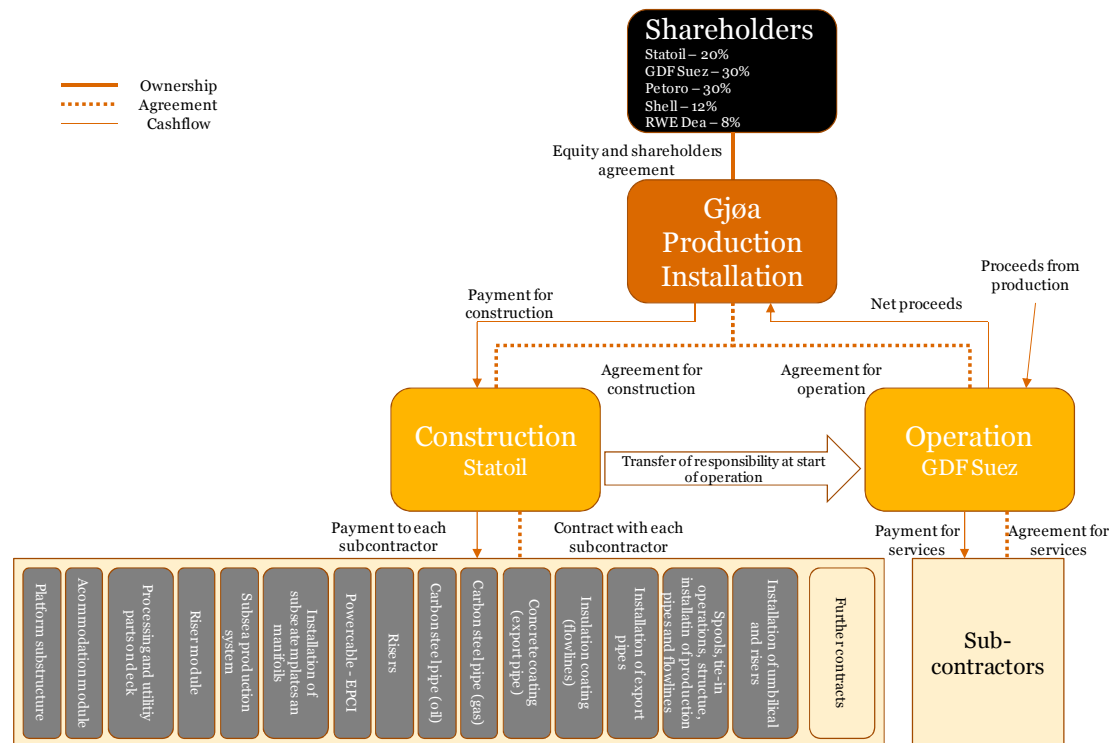 Shareholders
Statoil – 20%
GDF Suez – 30%
Petoro – 30%
Shell – 12%
RWE Dea – 8%
Ownership
Agreement
Cashflow
Equity and shareholders
agreement
Gjøa
Production
Installation
Proceeds from
production
Payment for
construction
Net proceeds
Agreement for
construction
Agreement for
operation
Construction
Statoil
Transfer of responsibility at start
of operation
Operation
GDF Suez
Payment to each
subcontractor
Contract with each
subcontractor
Payment for
services
Agreement for
services
Platform substructure
Acommodation module
Processing and utilitiy
parts on deck
Riser module
Subsea production
system
Installation of
subseatemplates an
manifoils
Powercable - EPCI
Risers
Carbon steel pipe (oil)
Carbon steel pipe (gas)
Concrete coating
(export pipe)
Insulation coating
(flowlines)
Installation of export
pipes
Spools, tie-in
operations, structue,
installatin of production
pipes and flowlines
Installation of umbilical
and risers
Further contracts
Sub-
contractors